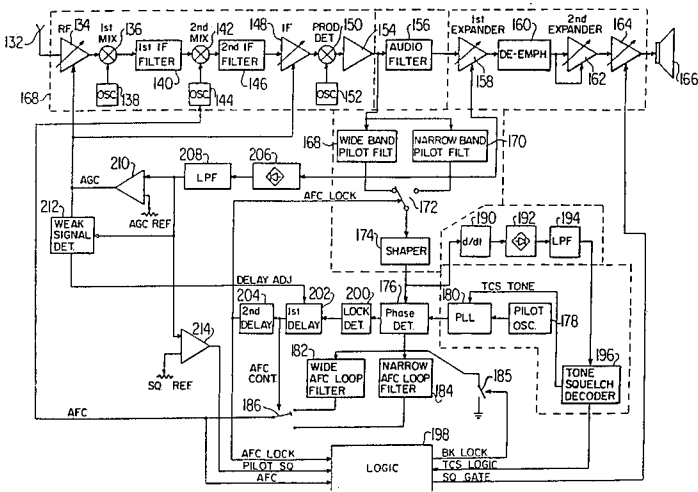 132
RF
134
1st MIX
136
1st IF FILTER
140
OSC.
138
2nd MIX
142
OSC.
144
2nd IF FILTER
146
148
IF
PROD. DET.
150
OSC.
152
154
156
AUDIO FILTER
1st EXPANDER
158
160
DE-EMPH
2nd EXPANDER
162
164
166
168
168
WIDE BAND PILOT FILT.
NARROW BAND PILOT FILT.
170
172
174
SHAPER
210
208
LPF
206
AGC
AGC REF
AFC LOCK
212
WEAK SIGNAL DET.
190
d/dt
192
194
LPF
DELAY ADJ
204
2nd DELAY
202
1st DELAY
200
LOCK DET.
176
Phase DET.
TCS TONE
180
PLL
PILOT OSC.
178
214
SQ REF
AFC CONT.
182
WIDE AFC LOOP FILTER
NARROW AFC LOOP FILTER
184
185
186
196
TONE SQUELCH DECODER
AFC
198
LOGIC
AFC LOCK
PILOT SQ
AFC
BK LOCK
TCS LOGIC
SQ GATE